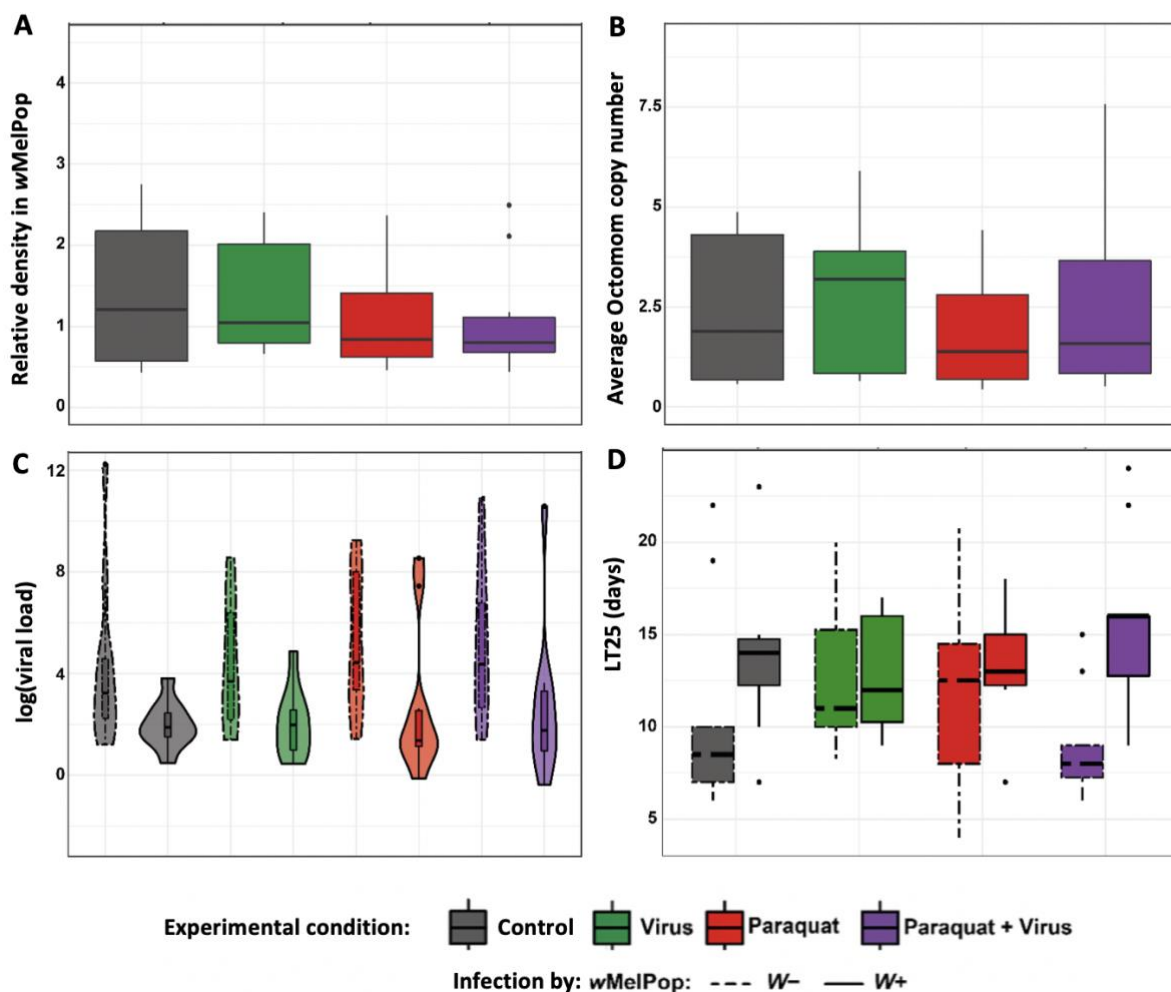 A
Relative density in wMelPop
4
3
2
1
0
B
Average Octomom copy number
7.5
5
2.5
0
C
log(viral load)
12
8
4
0
D
LT25 (days)
20
15
10
5
Experimental condition: Control Virus Paraquat Paraquat + Virus
Infection by: wMelPop: W− W+